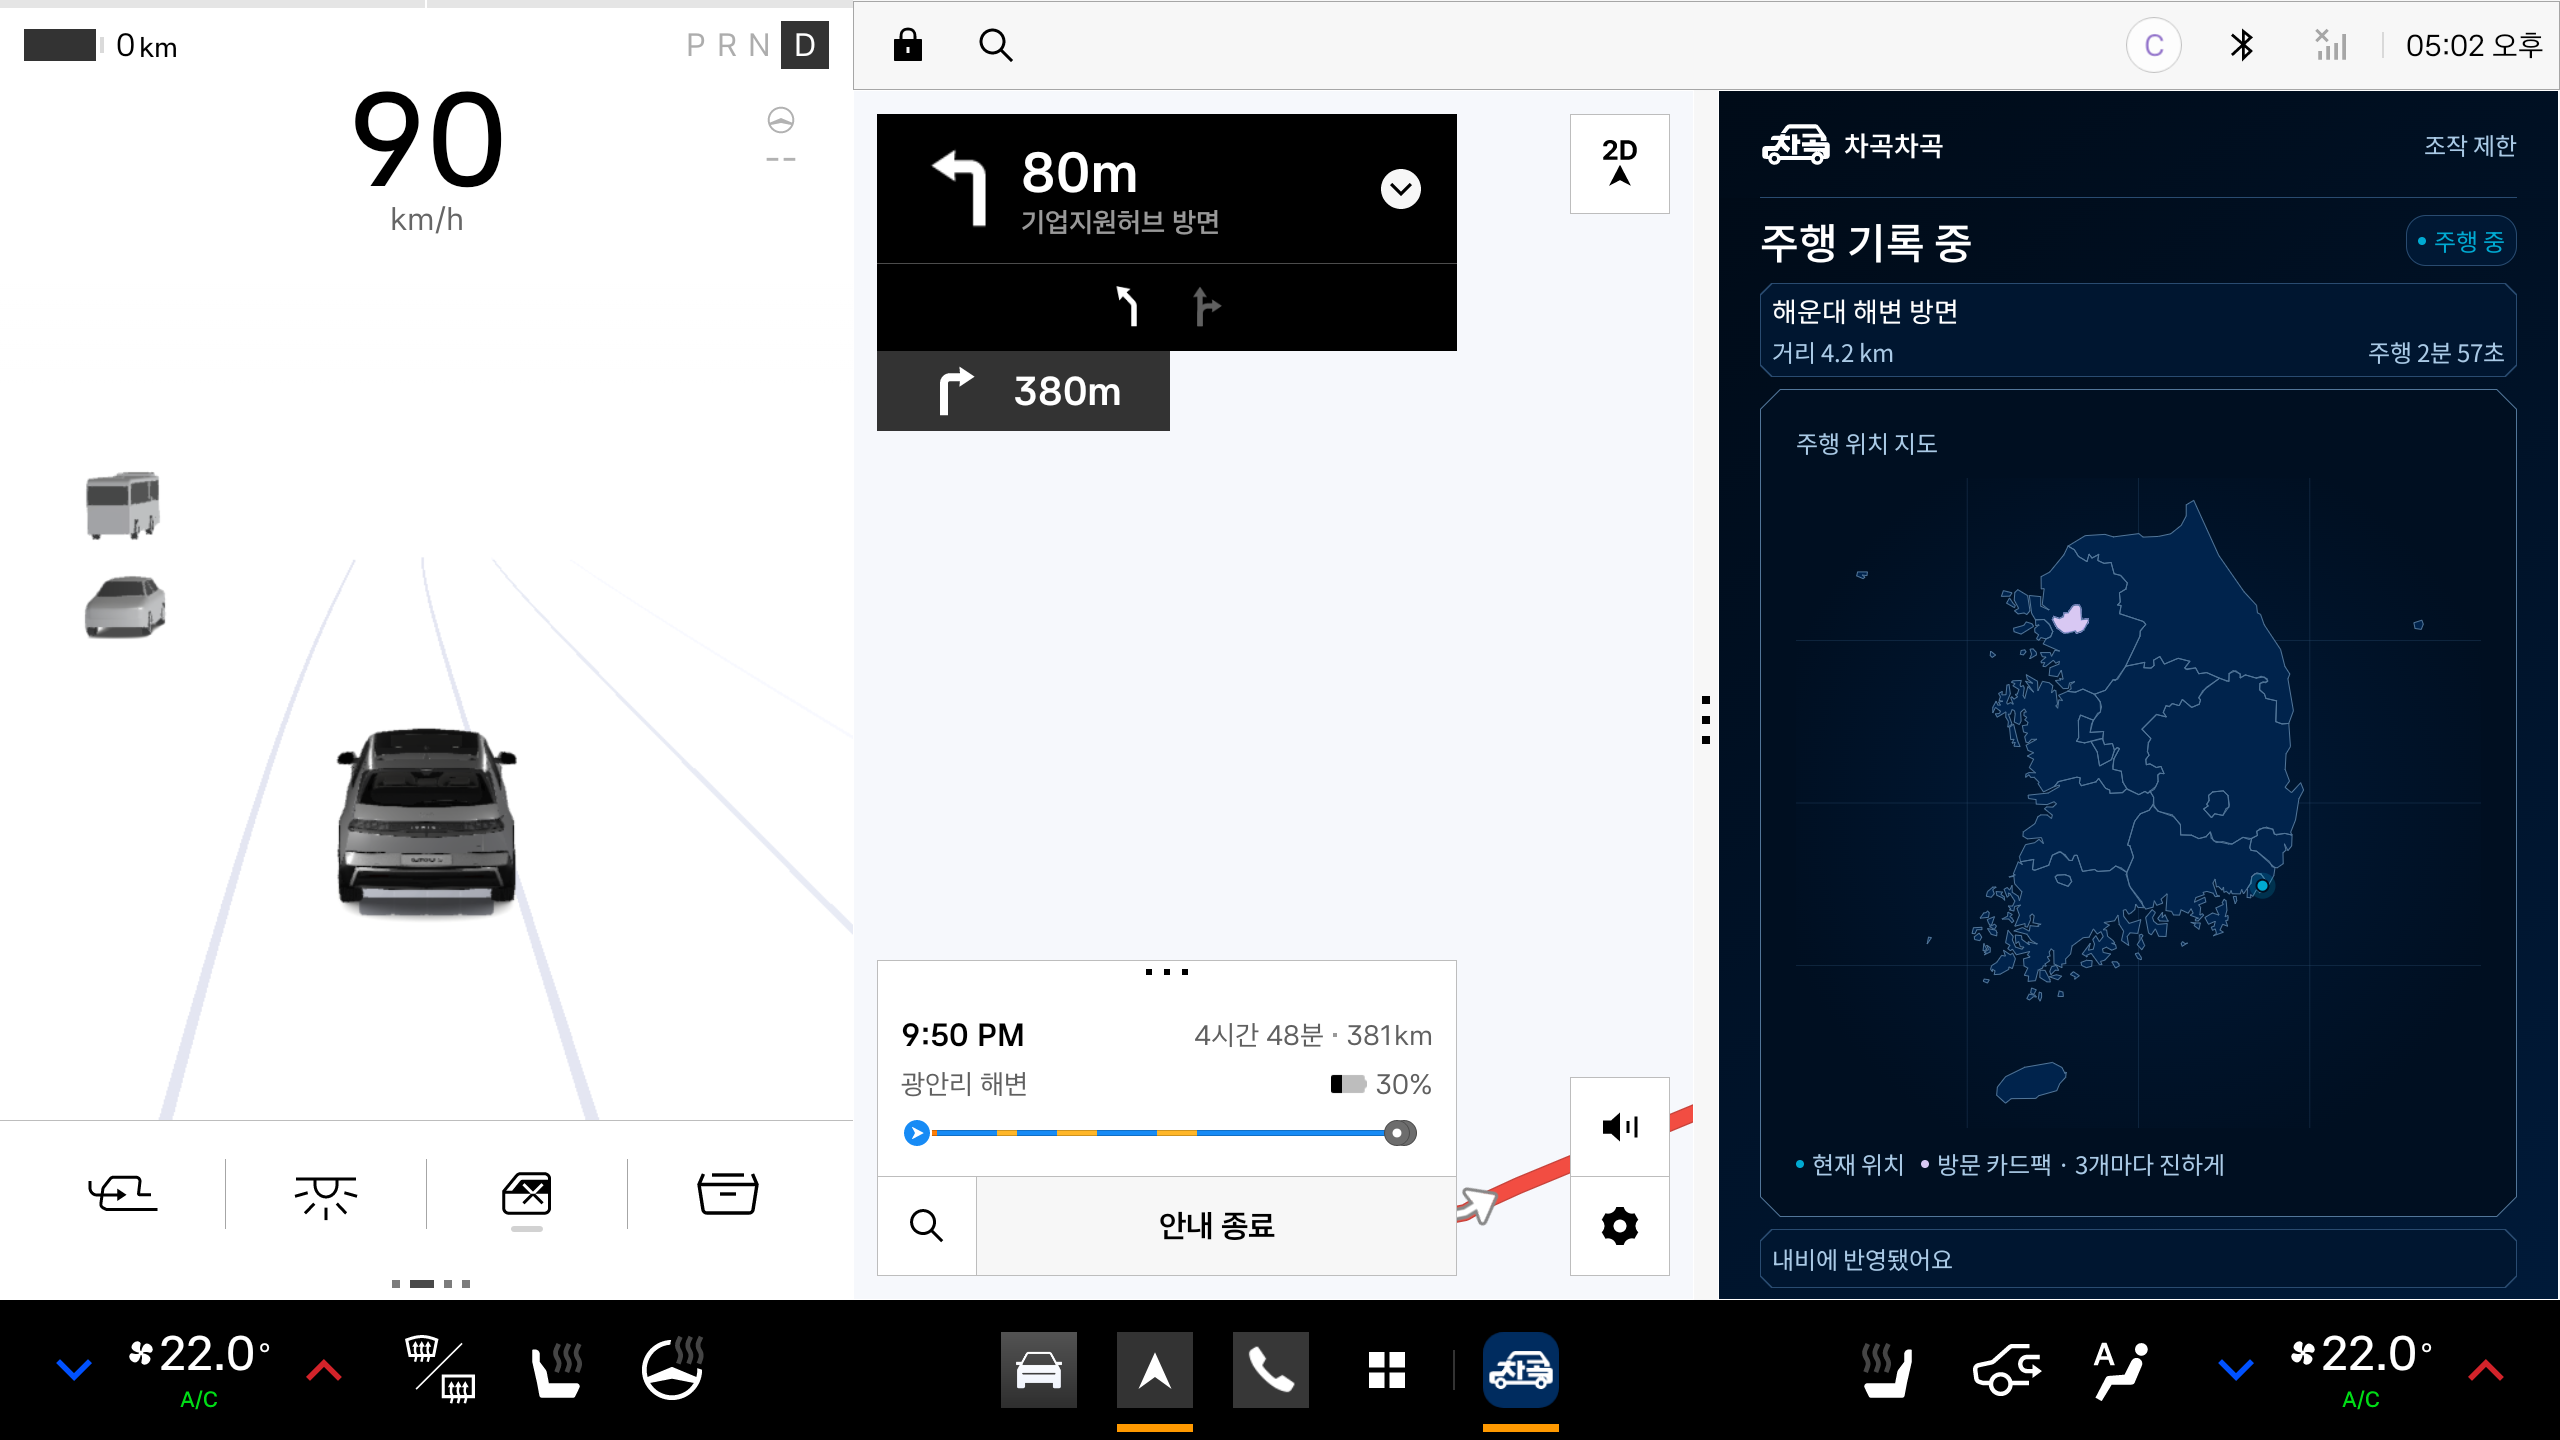 0 km
P R N D
90
km/h
--
C
05:02 오후
80m
기업지원허브 방면
380m
2D
9:50 PM
4시간 48분 · 381km
광안리 해변
30%
안내 종료
차곡
차곡차곡
조작 제한
주행 기록 중
주행 중
해운대 해변 방면
거리 4.2 km
주행 2분 57초
주행 위치 지도
현재 위치
방문 카드팩 · 3개마다 진하게
내비에 반영됐어요
22.0°
A/C
차곡
A
22.0°
A/C